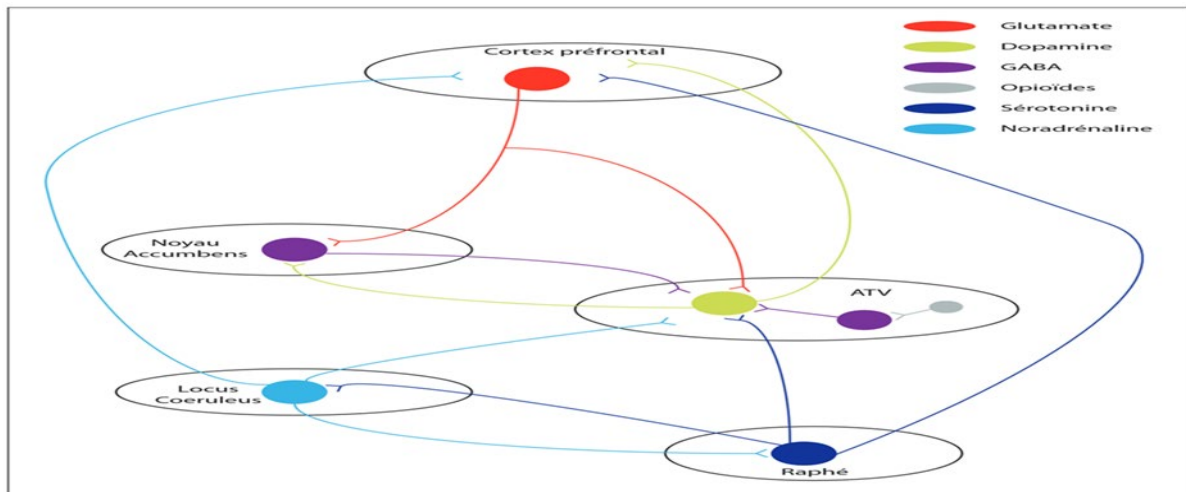 Cortex préfrontal
Glutamate
Dopamine
GABA
Opioïdes
Sérotonine
Noradrénaline
Noyau
Accumbens
ATV
Locus
Coeruleus
Raphé